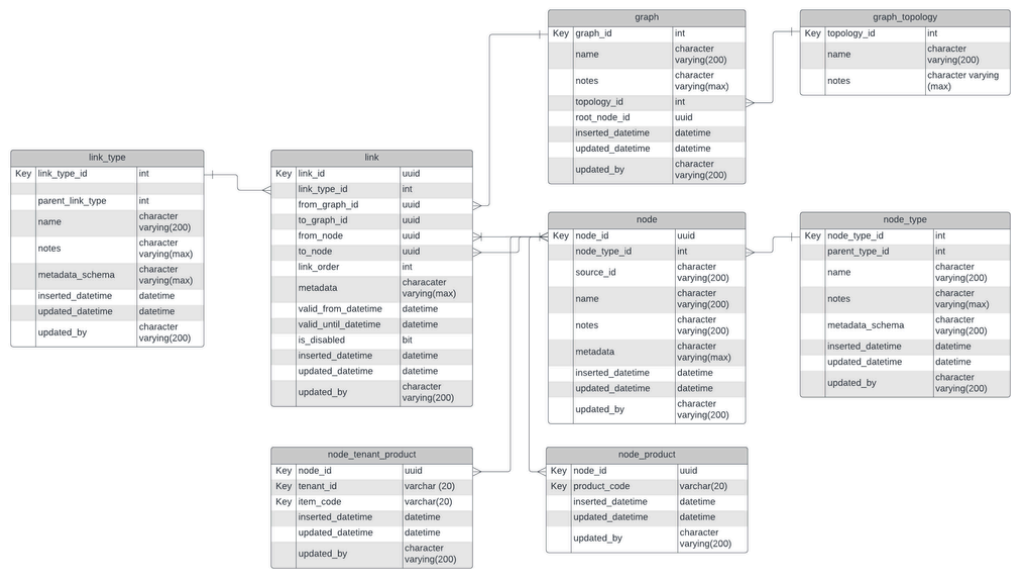 graph
Key graph_id int
name character
varying(200)
notes character
varying(max)
topology_id int
root_node_id uuid
inserted_datetime datetime
updated_datetime datetime
updated_by character
varying(200)
graph_topology
Key topology_id int
name character
varying(200)
notes character varying
(max)
link_type
Key link_type_id int
parent_link_type int
name character
varying(200)
notes character
varying(max)
metadata_schema character
varying(max)
inserted_datetime datetime
updated_datetime datetime
updated_by character
varying(200)
link
Key link_id uuid
link_type_id int
from_graph_id uuid
to_graph_id uuid
from_node uuid
to_node uuid
link_order int
metadata characater
varying(max)
valid_from_datetime datetime
valid_until_datetime datetime
is_disabled bit
inserted_datetime datetime
updated_datetime datetime
updated_by character
varying(200)
node
Key node_id uuid
node_type_id int
source_id character
varying(200)
name character
varying(200)
notes character
varying(200)
metadata character
varying(max)
inserted_datetime datetime
updated_datetime datetime
updated_by character
varying(200)
node_type
Key node_type_id int
parent_type_id int
name character
varying(200)
notes character
varying(max)
metadata_schema character
varying(200)
inserted_datetime datetime
updated_datetime datetime
updated_by character
varying(200)
node_tenant_product
Key node_id uuid
Key tenant_id varchar (20)
Key item_code varchar(20)
inserted_datetime datetime
updated_datetime datetime
updated_by character
varying(200)
node_product
Key node_id uuid
Key product_code varchar(20)
inserted_datetime datetime
updated_datetime datetime
updated_by character
varying(200)